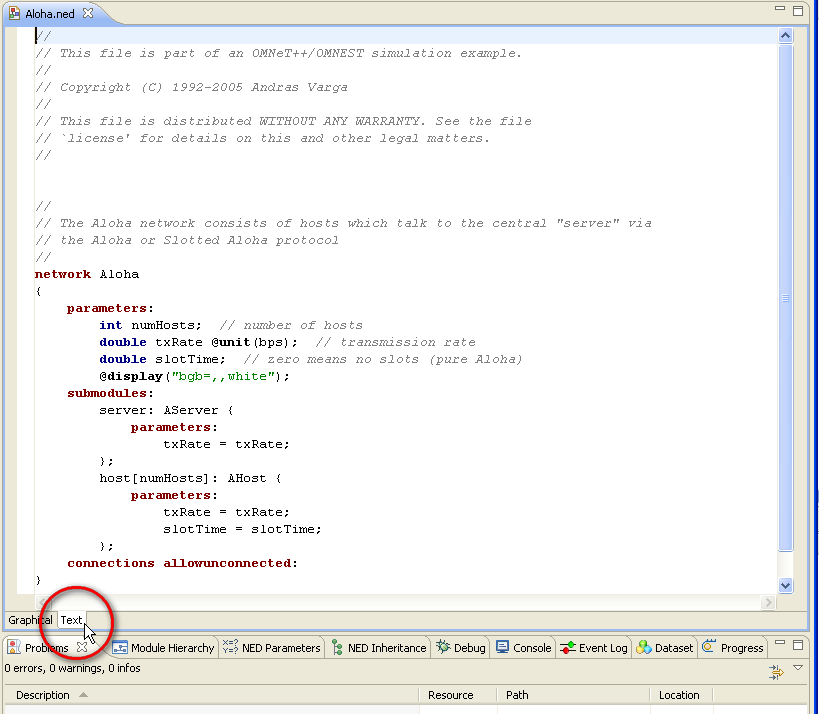 Aloha.ned
//
// This file is part of an OMNeT++/OMNEST simulation example.
//
// Copyright (C) 1992-2005 Andras Varga
//
// This file is distributed WITHOUT ANY WARRANTY. See the file
// `license' for details on this and other legal matters.
//
//
// The Aloha network consists of hosts which talk to the central "server" via
// the Aloha or Slotted Aloha protocol
//
network Aloha
{
    parameters:
        int numHosts;  // number of hosts
        double txRate @unit(bps);  // transmission rate
        double slotTime;  // zero means no slots (pure Aloha)
        @display("bgb=,,white");
    submodules:
        server: AServer {
            parameters:
                txRate = txRate;
        };
        host[numHosts]: AHost {
            parameters:
                txRate = txRate;
                slotTime = slotTime;
        };
    connections allowunconnected:
}
Graphical Text
Problems Module Hierarchy NED Parameters NED Inheritance Debug Console Event Log Dataset Progress
0 errors, 0 warnings, 0 infos
Description Resource Path Location